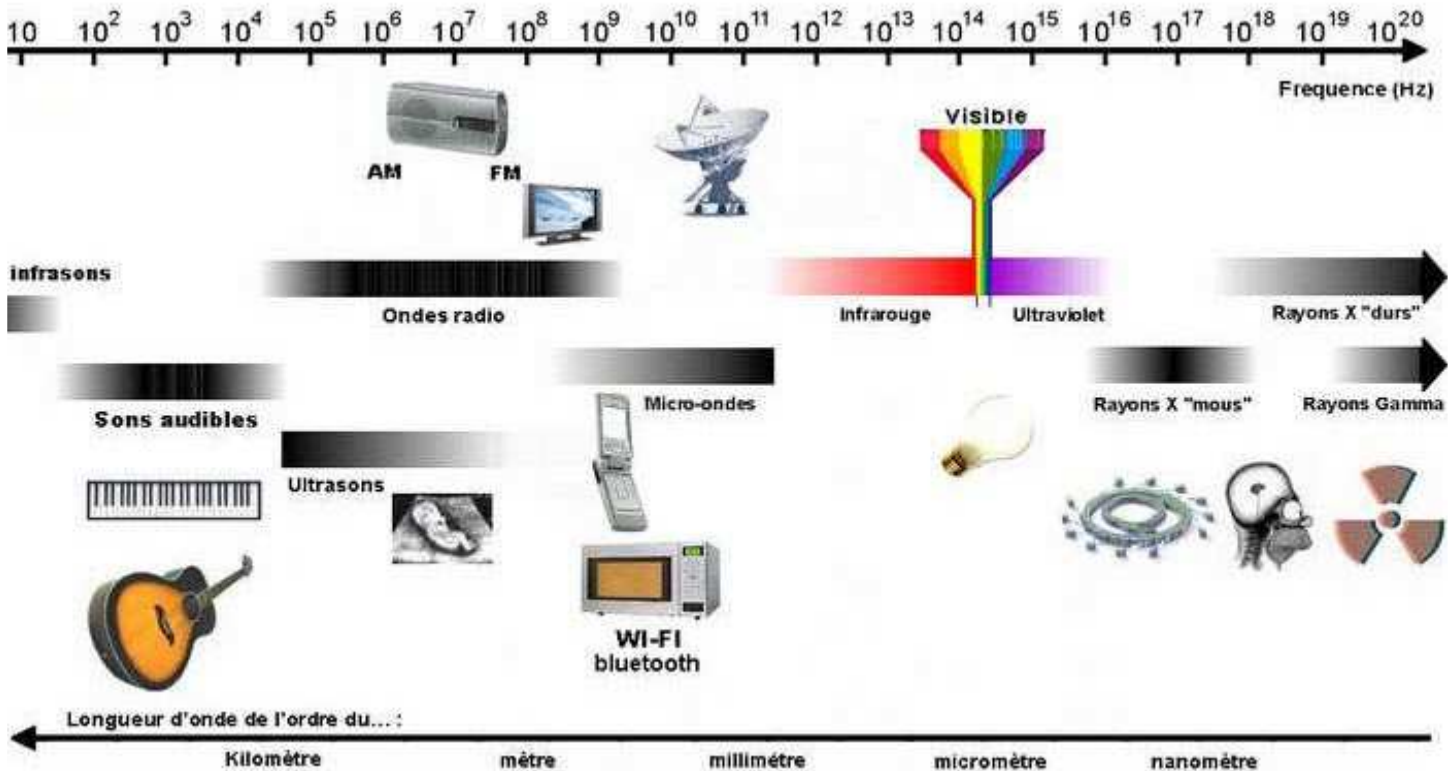 10 10² 10³ 10⁴ 10⁵ 10⁶ 10⁷ 10⁸ 10⁹ 10¹⁰ 10¹¹ 10¹² 10¹³ 10¹⁴ 10¹⁵ 10¹⁶ 10¹⁷ 10¹⁸ 10¹⁹ 10²⁰
Fréquence (Hz)
Visible
AM FM
infrasons
Ondes radio
Infrarouge
Ultraviolet
Rayons X "durs"
Sons audibles
Micro-ondes
Rayons X "mous"
Rayons Gamma
Ultrasons
WI-FI
bluetooth
Longueur d'onde de l'ordre du... :
Kilomètre mètre millimétre micromètre nanomètre